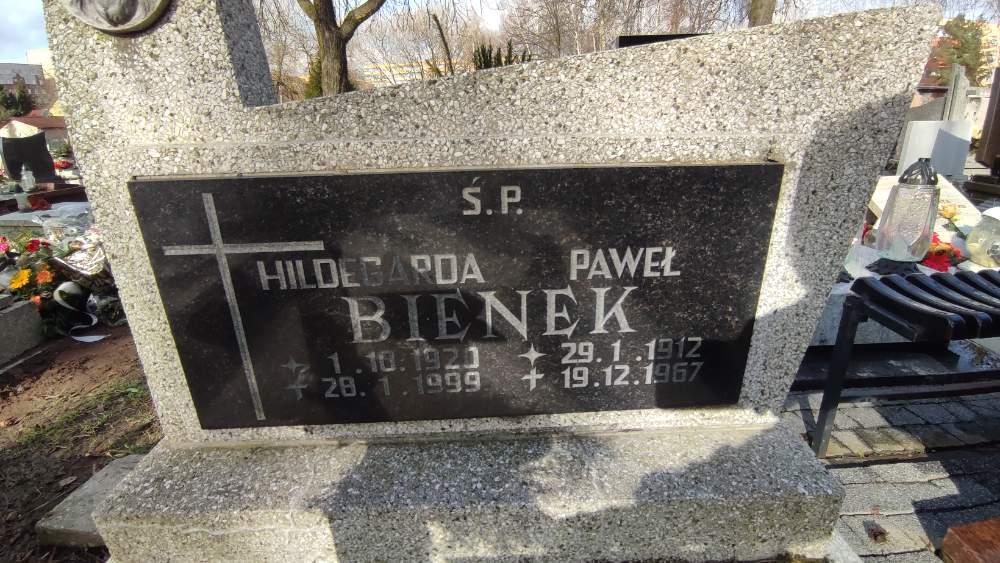 Ś.P.
HILDEGARDA PAWEŁ
BIENEK
1.10.1920 29.1.1912
28.1.1999 19.12.1967